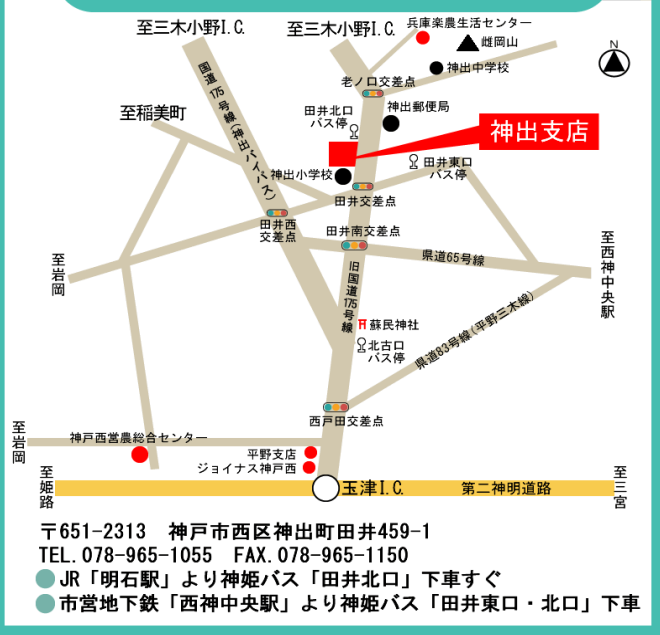 至三木小野I.C.
至三木小野I.C.
兵庫楽農生活センター
雌岡山
N
国道175号線(神出バイパス)
神出中学校
老ノ口交差点
至稲美町
田井北口
バス停
神出郵便局
神出支店
田井東口
バス停
神出小学校
田井交差点
田井西
交差点
田井南交差点
至岩岡
県道65号線
至西神中央駅
旧国道175号線
蘇民神社
北古口
バス停
県道83号線(平野三木線)
西戸田交差点
至岩岡
神戸西営農総合センター
平野支店
ジョイナス神戸西
至姫路
玉津I.C.
第二神明道路
至三宮
〒651-2313 神戸市西区神出町田井459-1
TEL.078-965-1055 FAX.078-965-1150
JR「明石駅」より神姫バス「田井北口」下車すぐ
市営地下鉄「西神中央駅」より神姫バス「田井東口・北口」下車